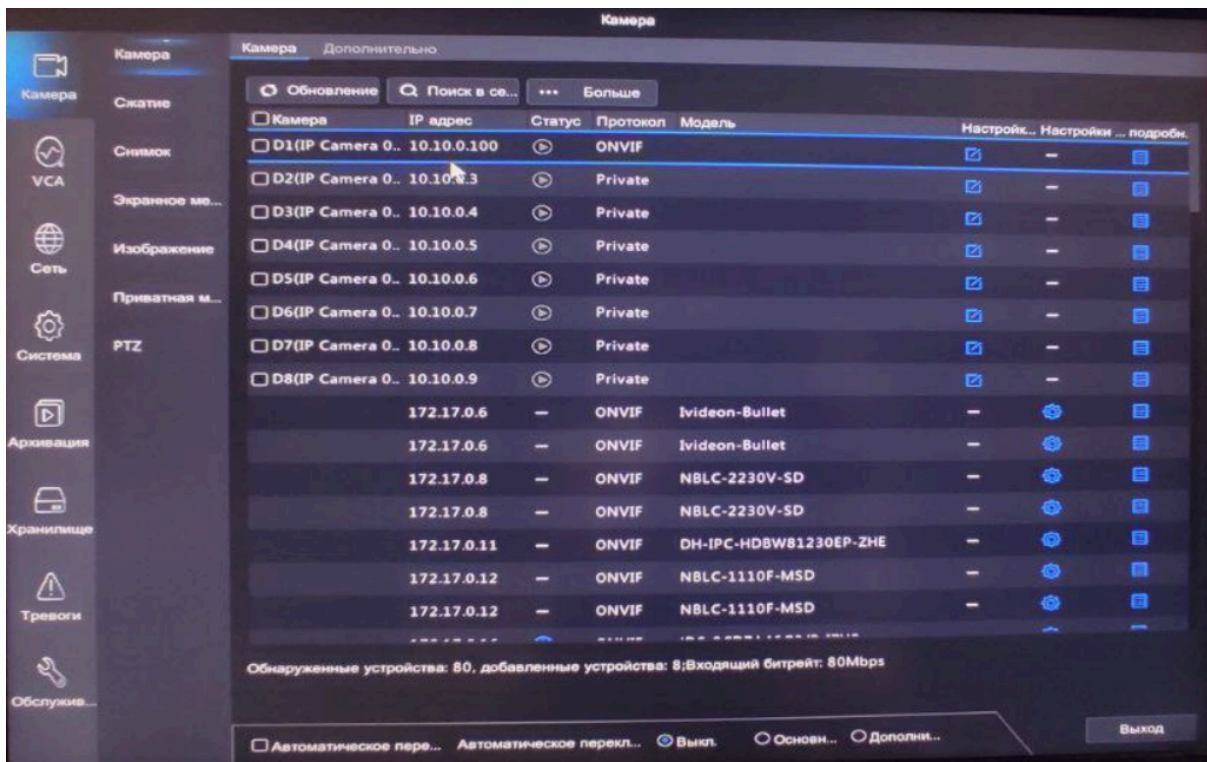 Камера
Камера Дополнительно
Камера
VCA
Сеть
Система
Архивация
Хранилище
Тревоги
Обслужив...
Камера
Сжатие
Снимок
Экранное ме...
Изображение
Приватная м...
PTZ
Обновление Поиск в се... ••• Больше
Камера IP адрес Статус Протокол Модель Настройк... Настройки ... подробн.
D1(IP Camera 0.. 10.10.0.100 ONVIF —
D2(IP Camera 0.. Private —
D3(IP Camera 0.. 10.10.0.4 Private —
D4(IP Camera 0.. 10.10.0.5 Private —
D5(IP Camera 0.. 10.10.0.6 Private —
D6(IP Camera 0.. 10.10.0.7 Private —
D7(IP Camera 0.. 10.10.0.8 Private —
D8(IP Camera 0.. 10.10.0.9 Private —
172.17.0.6 — ONVIF Ivideon-Bullet —
172.17.0.6 — ONVIF Ivideon-Bullet —
172.17.0.8 — ONVIF NBLC-2230V-SD —
172.17.0.8 — ONVIF NBLC-2230V-SD —
172.17.0.11 — ONVIF DH-IPC-HDBW81230EP-ZHE —
172.17.0.12 — ONVIF NBLC-1110F-MSD —
172.17.0.12 — ONVIF NBLC-1110F-MSD —
Обнаруженные устройства: 80, добавленные устройства: 8;Входящий битрейт: 80Mbps
Автоматическое пере... Автоматическое перекл... Выкл. Основн... Дополни...
Выход